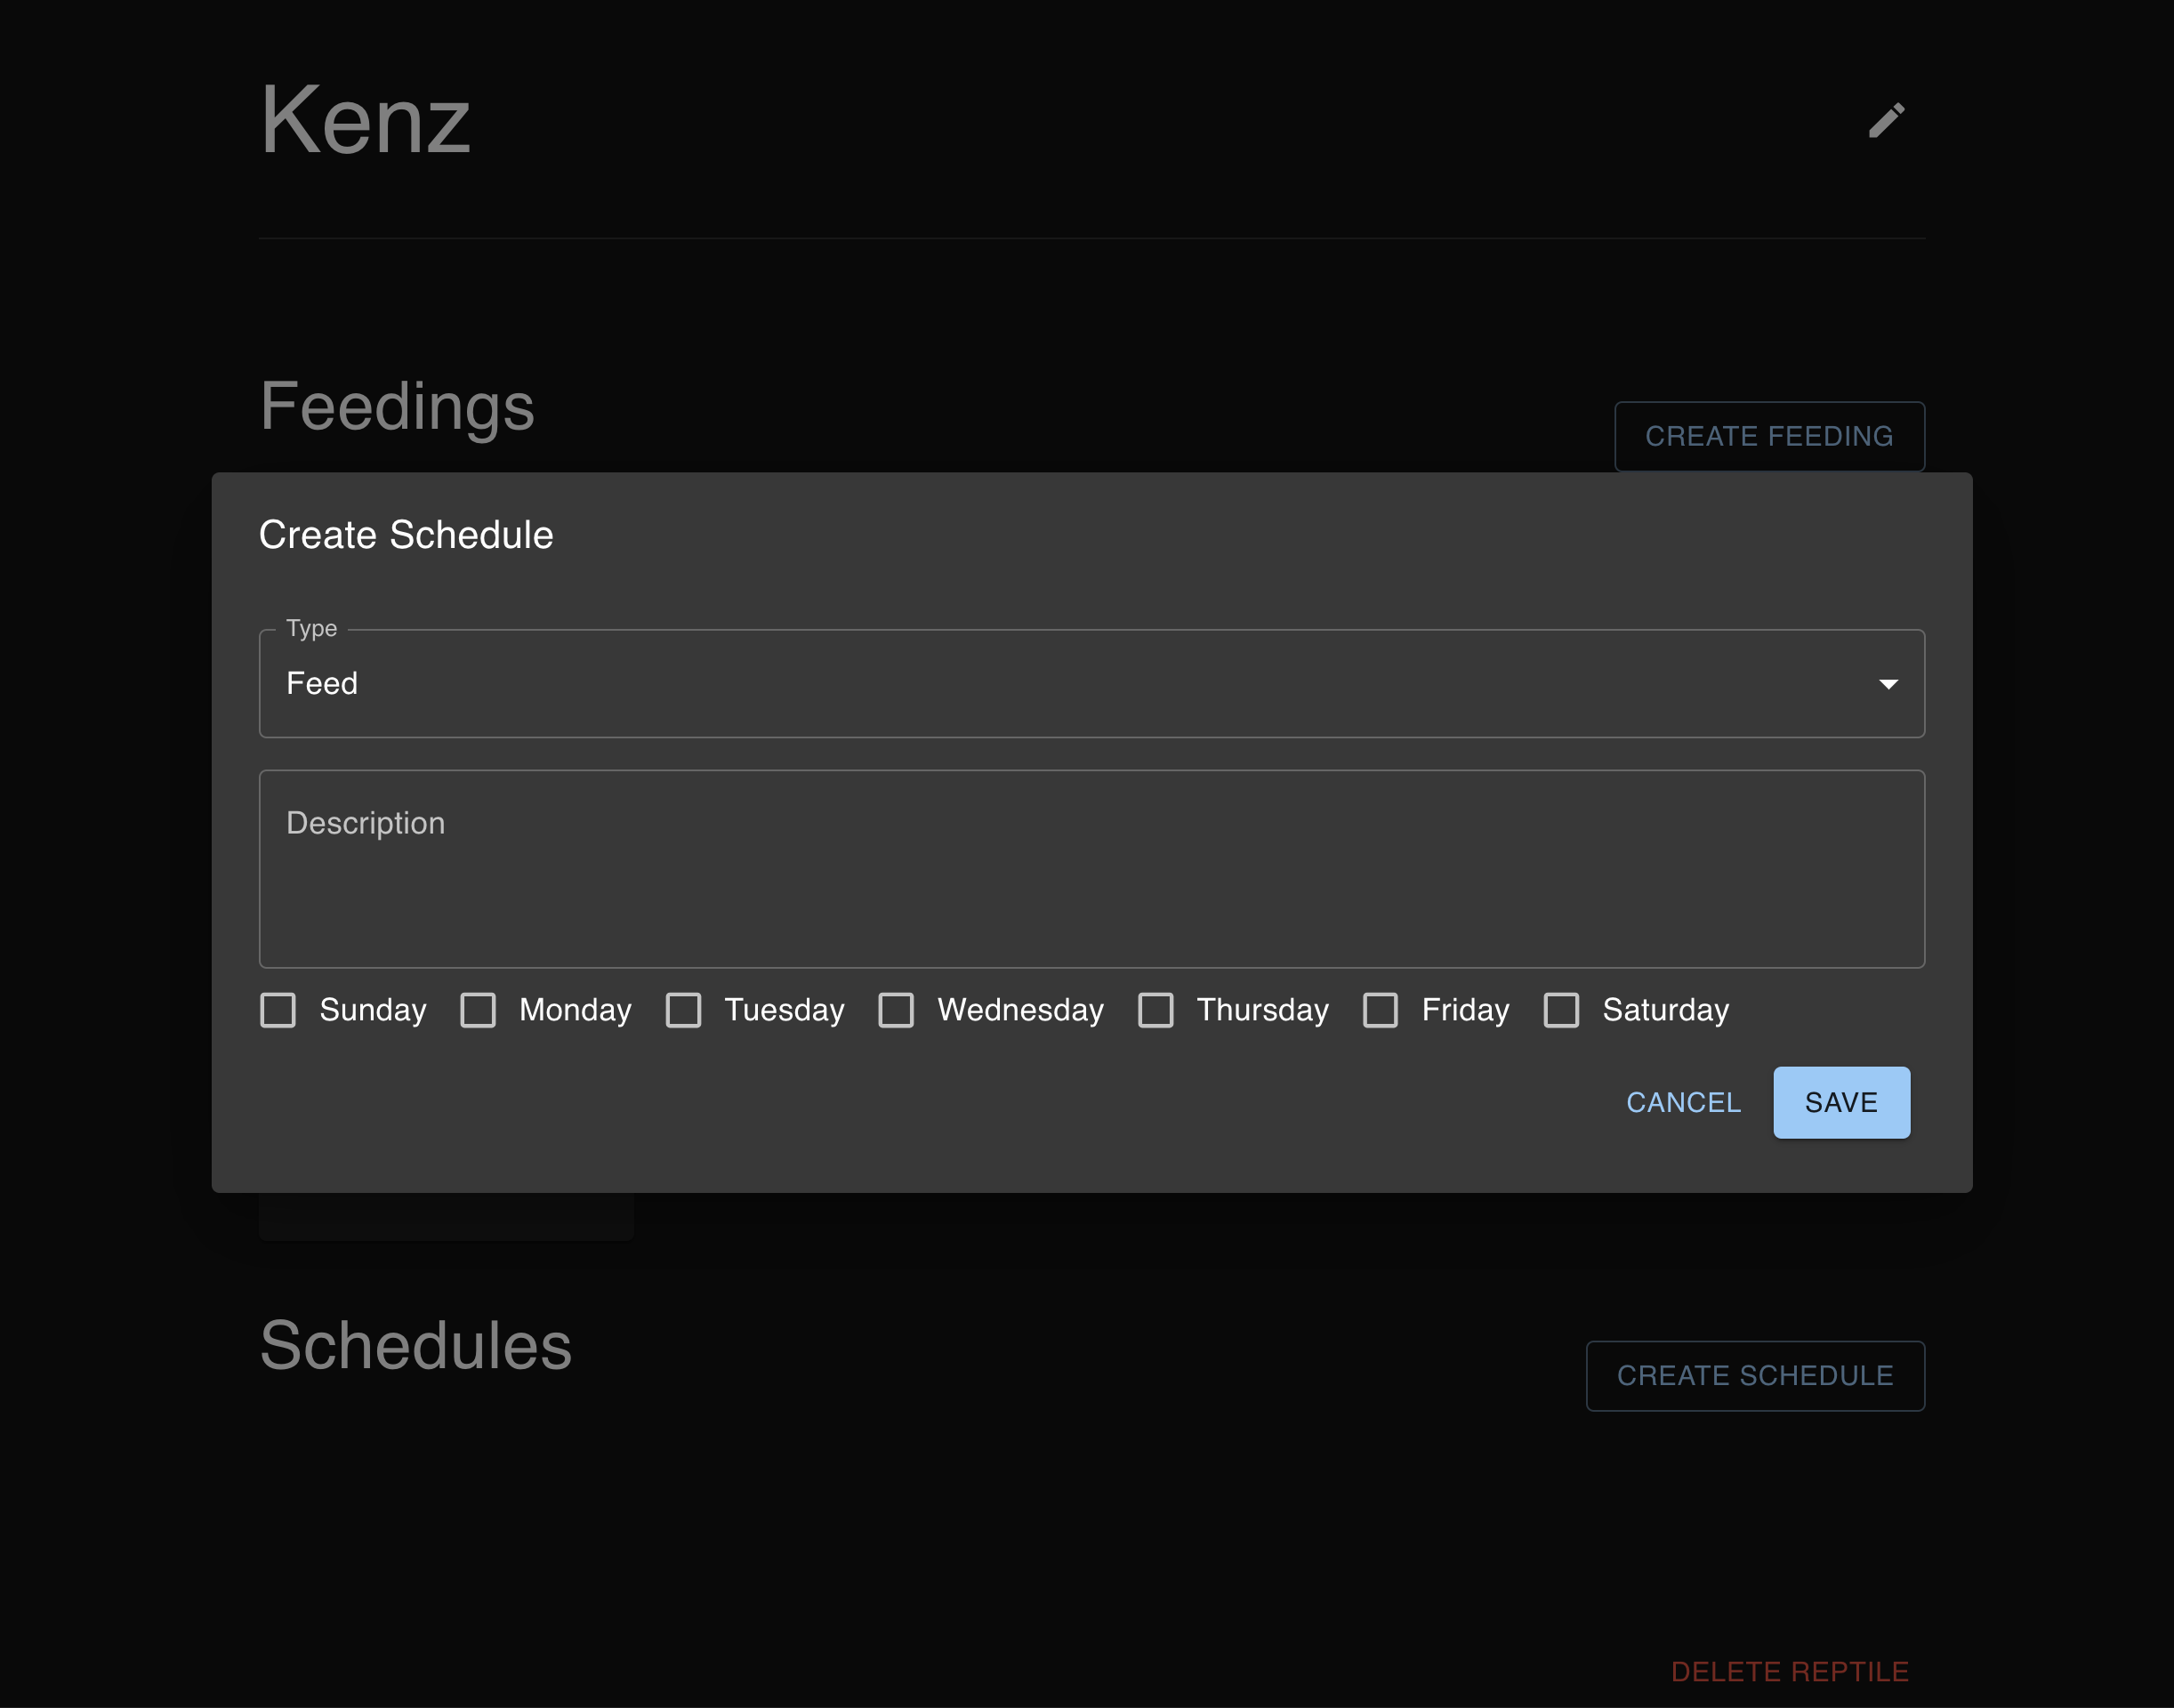 Kenz
Feedings
CREATE FEEDING
Create Schedule
Type
Feed
Description
Sunday Monday Tuesday Wednesday Thursday Friday Saturday
CANCEL SAVE
Schedules
CREATE SCHEDULE
DELETE REPTILE